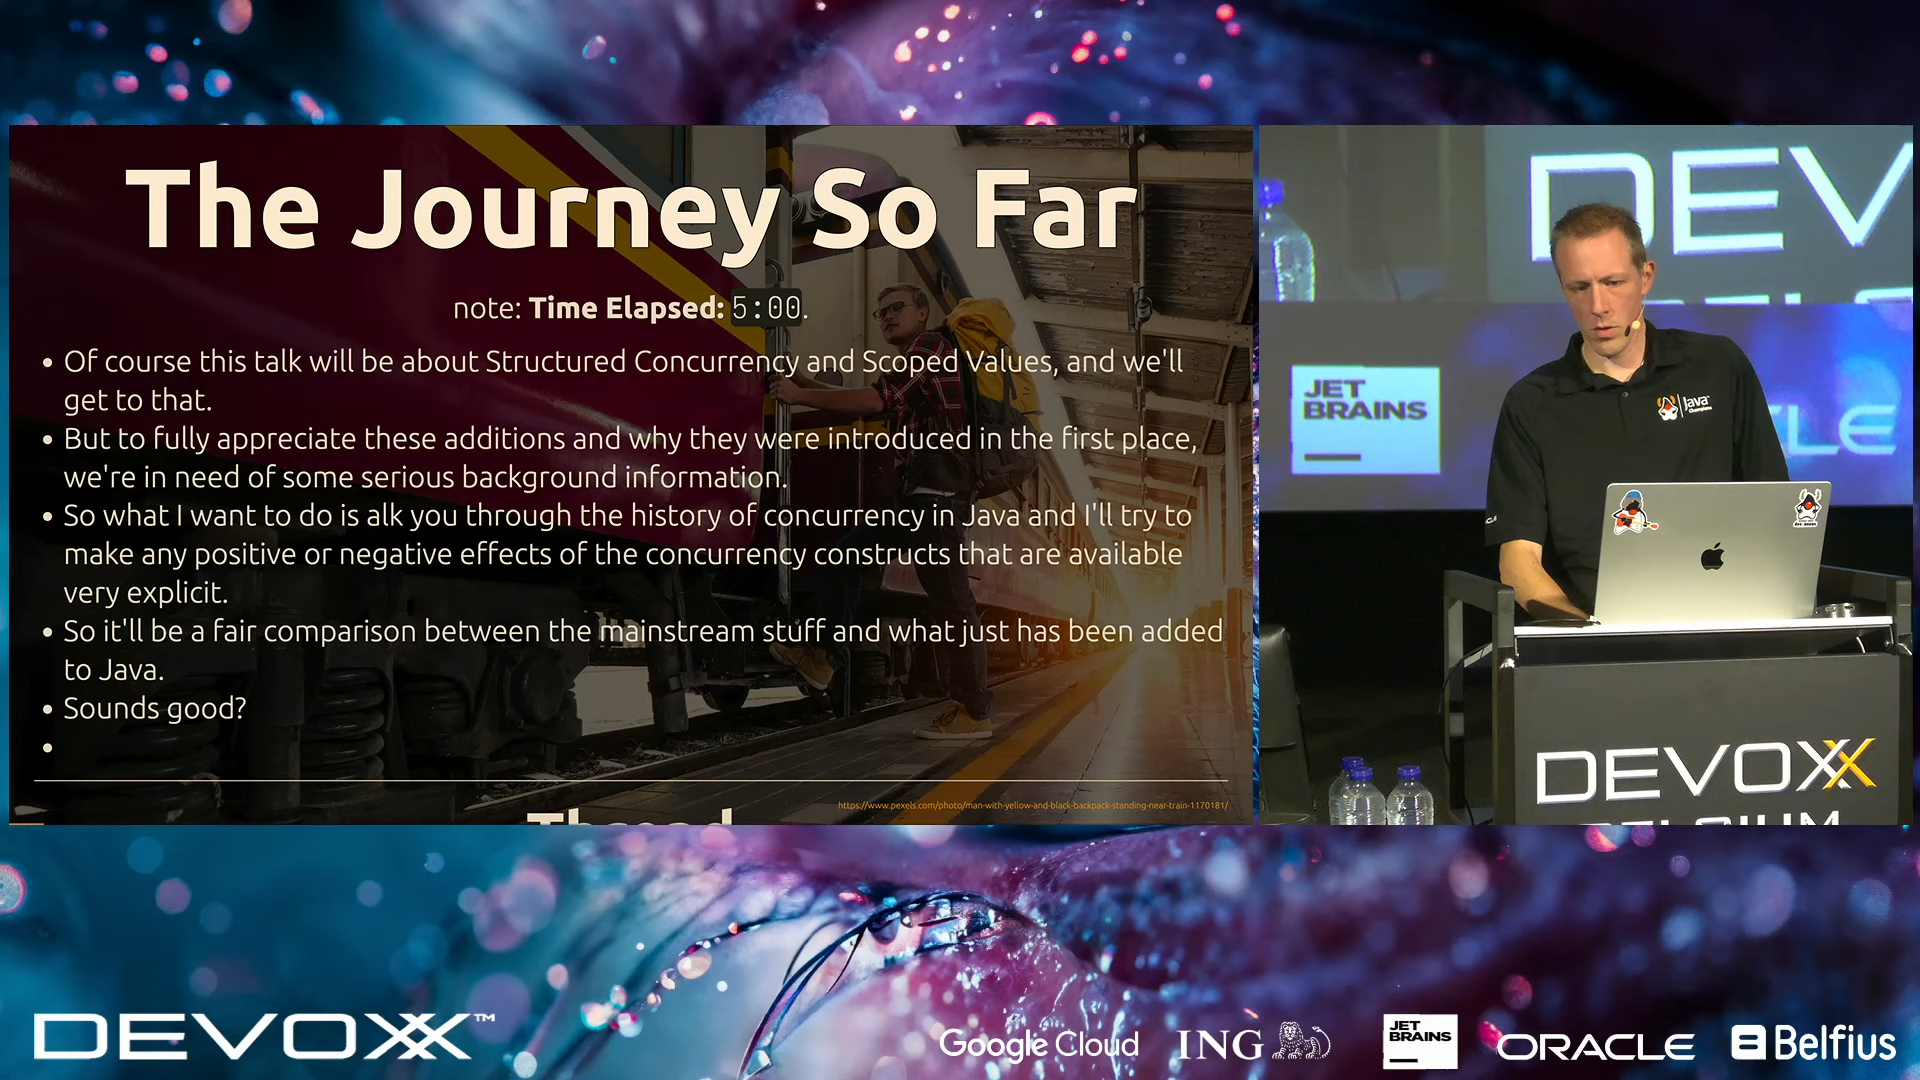 The Journey So Far
note: Time Elapsed: 5:00.
• Of course this talk will be about Structured Concurrency and Scoped Values, and we'll
get to that.
• But to fully appreciate these additions and why they were introduced in the first place,
we're in need of some serious background information.
• So what I want to do is alk you through the history of concurrency in Java and I'll try to
make any positive or negative effects of the concurrency constructs that are available
very explicit.
• So it'll be a fair comparison between the mainstream stuff and what just has been added
to Java.
• Sounds good?
•
https://www.pexels.com/photo/man-with-yellow-and-black-backpack-standing-near-train-1170181/
Thread
DEV
JET
BRAINS
LE
Java
Champions
DEVOXX
BELGIUM
DEVOXX™
Google Cloud
ING
JET
BRAINS
ORACLE
Belfius